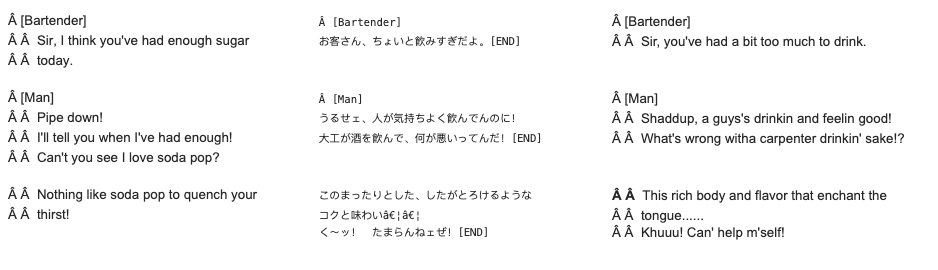 Â [Bartender]
Â Â  Sir, I think you've had enough sugar
Â Â  today.
Â [Man]
Â Â  Pipe down!
Â Â  I'll tell you when I've had enough!
Â Â  Can't you see I love soda pop?
Â Â  Nothing like soda pop to quench your
Â Â  thirst!
Â [Bartender]
お客さん、ちょいと飲みすぎだよ。[END]
Â [Man]
うるせェ、人が気持ちよく飲んでんのに!
大工が酒を飲んで、何が悪いってんだ! [END]
このまったりとした、したがとろけるような
コクと味わいâ€¦â€¦
く～ッ!　たまらんねェぜ! [END]
Â [Bartender]
Â Â  Sir, you've had a bit too much to drink.
Â [Man]
Â Â  Shaddup, a guys's drinkin and feelin good!
Â Â  What's wrong witha carpenter drinkin' sake!?
Â Â  This rich body and flavor that enchant the
Â Â  tongue......
Â Â  Khuuu! Can' help m'self!